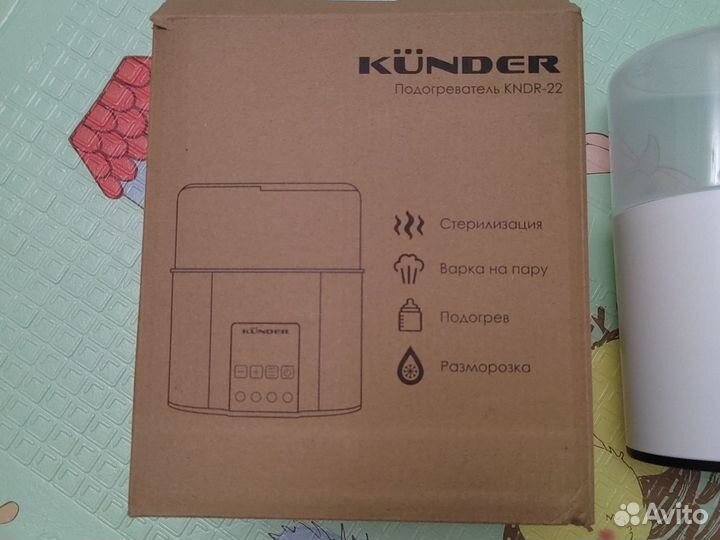 KÜNDER
Подогреватель KNDR-22
Стерилизация
Варка на пару
Подогрев
Разморозка
KÜNDER
Avito